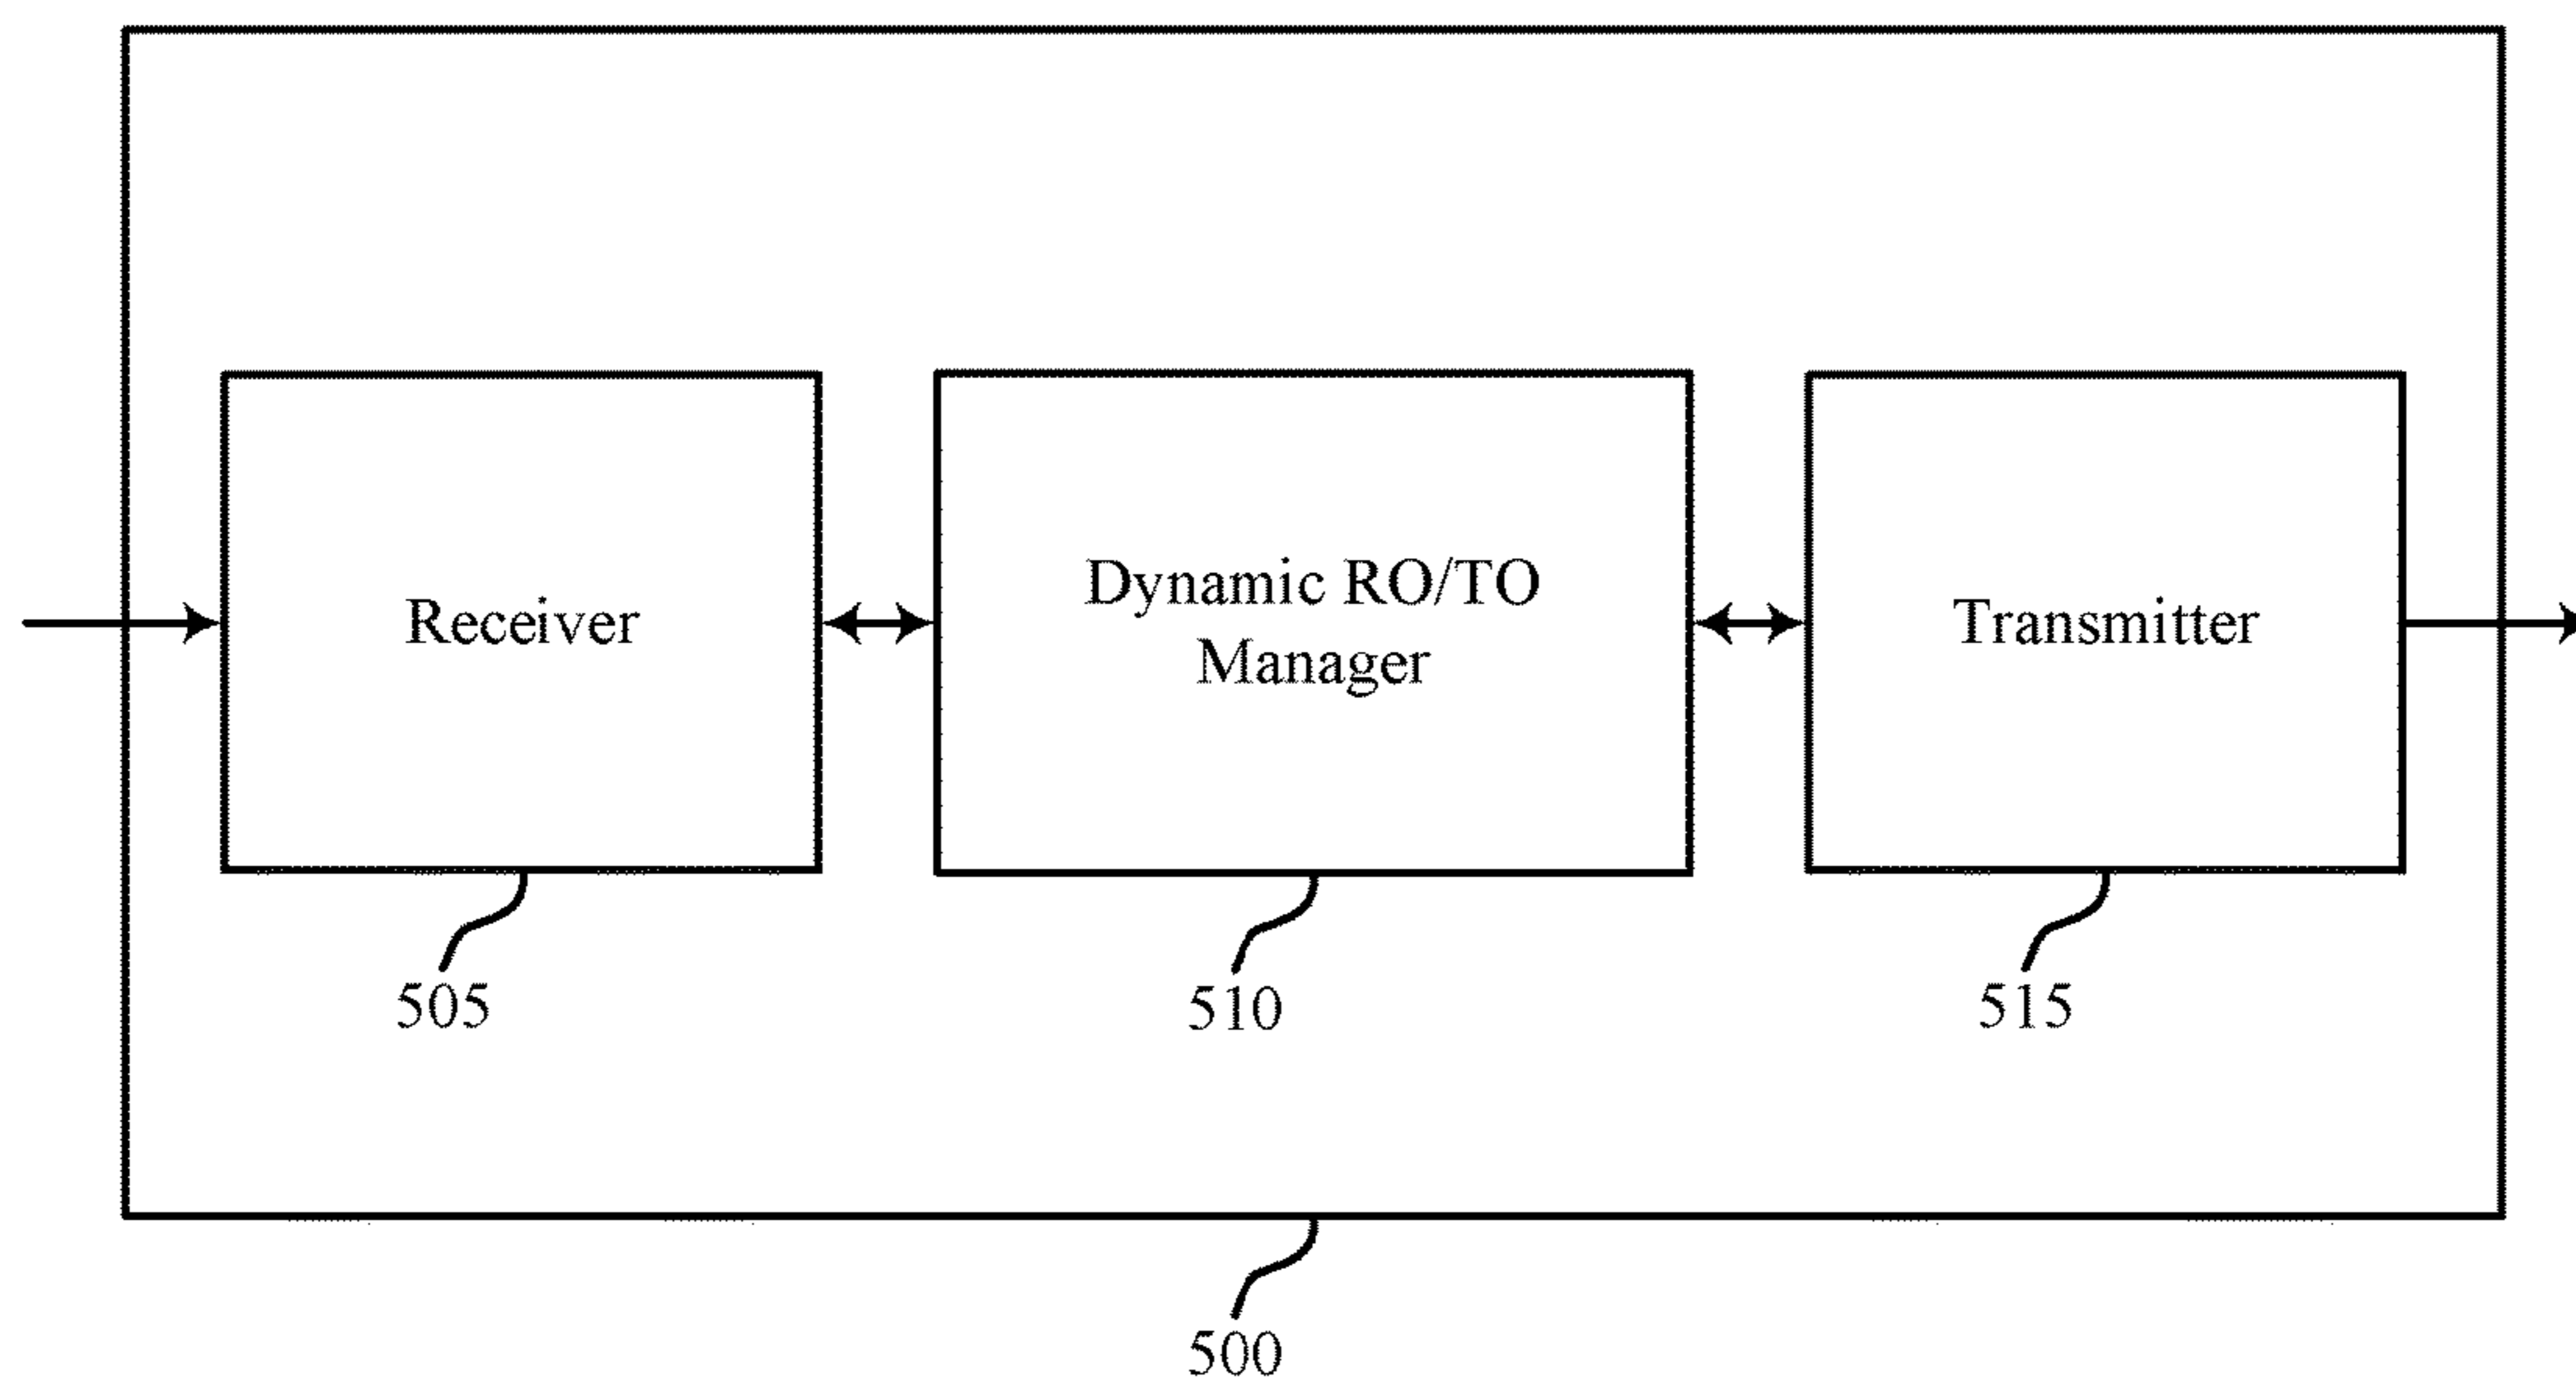 Receiver
Dynamic RO/TO
Manager
Transmitter
505
510
515
500